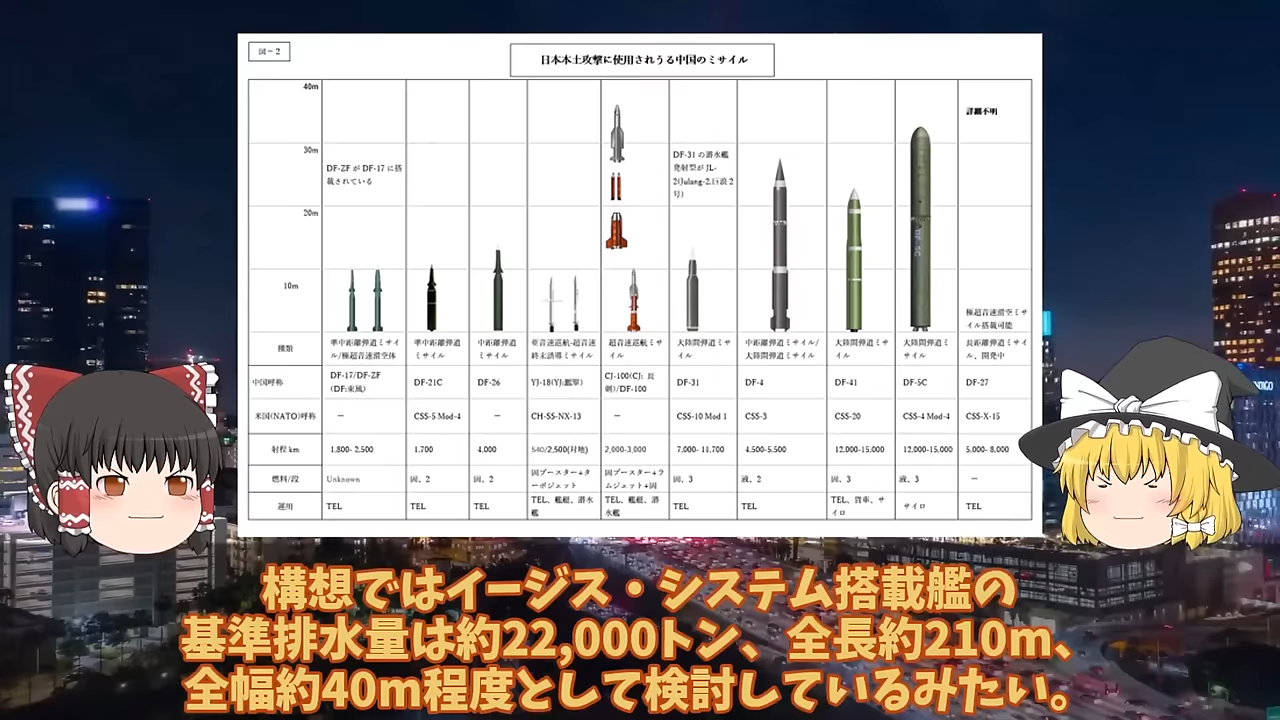 図－2
日本本土攻撃に使用されうる中国のミサイル
40m
30m
20m
10m
DF-ZF が DF-17 に搭
載されている
DF-31 の潜水艦
発射型が JL-
2(Julang-2,巨浪 2
号)
詳細不明
極超音速滑空ミサ
イル搭載可能
種類
準中距離弾道ミサイ
ル/極超音速滑空体
準中距離弾道
ミサイル
中距離弾道
ミサイル
亜音速巡航-超音速
終末誘導ミサイル
超音速巡航ミサ
イル
大陸間弾道ミサ
イル
中距離弾道ミサイル/
大陸間弾道ミサイル
大陸間弾道ミサ
イル
大陸間弾道ミ
サイル
長距離弾道ミサイ
ル、開発中
中国呼称
DF-17/DF-ZF
(DF:東風)
DF-21C
DF-26
YJ-18(YJ:鷹撃)
CJ-100(CJ: 長
剣)/DF-100
DF-31
DF-4
DF-41
DF-5C
DF-27
米国(NATO)呼称
－
CSS-5 Mod-4
－
CH-SS-NX-13
－
CSS-10 Mod 1
CSS-3
CSS-20
CSS-4 Mod-4
CSS-X-15
射程 km
1,800- 2,500
1,700
4,000
540/2,500(対地)
2,000-3,000
7,000- 11,700
4,500-5,500
12,000-15,000
12,000-15,000
5,000- 8,000
燃料/段
Unknown
固、2
固、2
固ブースター+タ
ーボジェット
固ブースター+ラ
ムジェット+固
固、3
液、2
固、3
液、3
－
運用
TEL
TEL
TEL
TEL、艦艇、潜水
艦
TEL、艦艇、潜
水艦
TEL
TEL
TEL、貨車、サ
イロ
サイロ
TEL
構想ではイージス・システム搭載艦の
基準排水量は約22,000トン、全長約210m、
全幅約40m程度として検討しているみたい。